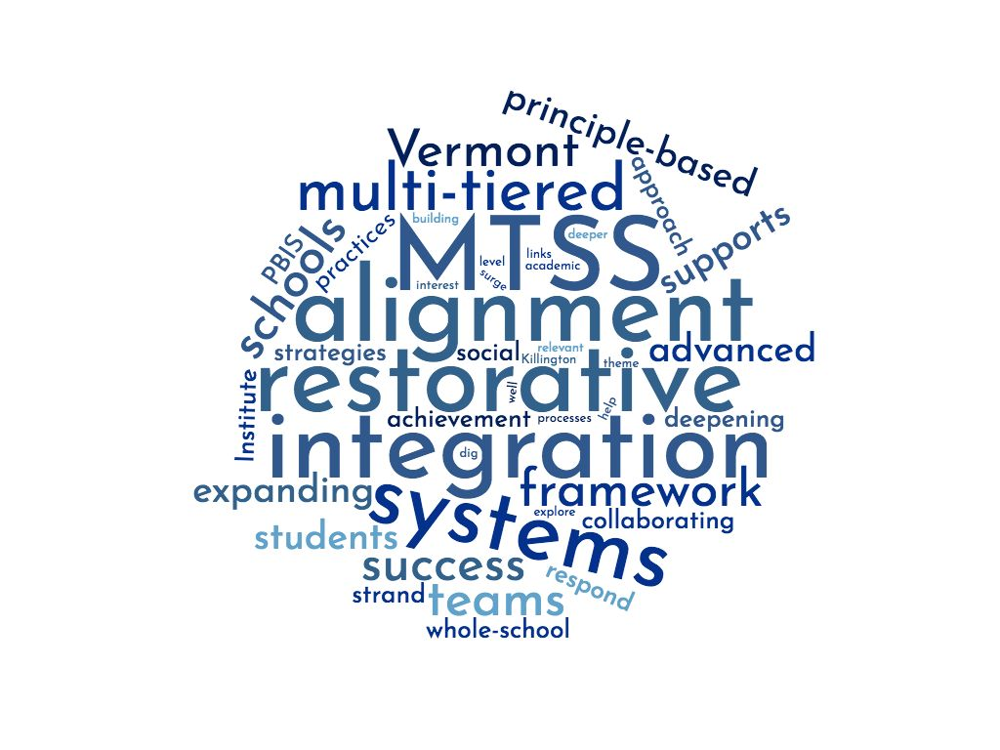 principle-based
Vermont
multi-tiered
approach
supports
building
deeper
MTSS
PBIS
schools
practices
links
level
academic
surge
interest
alignment
strategies
social
relevant
Killington
theme
advanced
restorative
Institute
well
help
achievement
processes
deepening
integration
dig
expanding
systems
framework
explore
collaborating
students
success
respond
strand
teams
whole-school